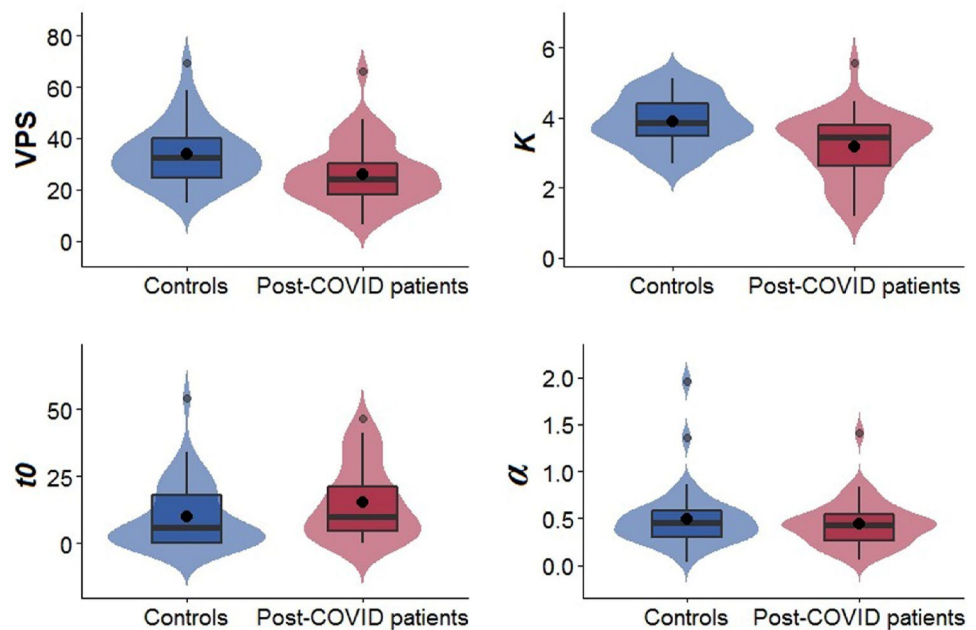 VPS
80
60
40
20
0
Controls Post-COVID patients
K
6
4
2
0
Controls Post-COVID patients
t0
50
25
0
Controls Post-COVID patients
α
2.0
1.5
1.0
0.5
0.0
Controls Post-COVID patients